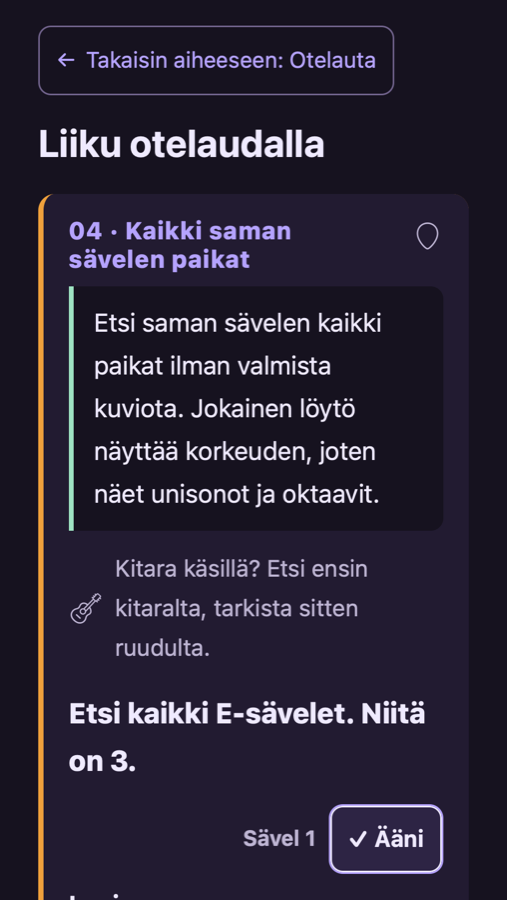 ← Takaisin aiheeseen: Otelauta
Liiku otelaudalla
04 · Kaikki saman
sävelen paikat
Etsi saman sävelen kaikki
paikat ilman valmista
kuviota. Jokainen löytö
näyttää korkeuden, joten
näet unisonot ja oktaavit.
Kitara käsillä? Etsi ensin
kitaralta, tarkista sitten
ruudulta.
Etsi kaikki E-sävelet. Niitä
on 3.
Sävel 1
✓ Ääni